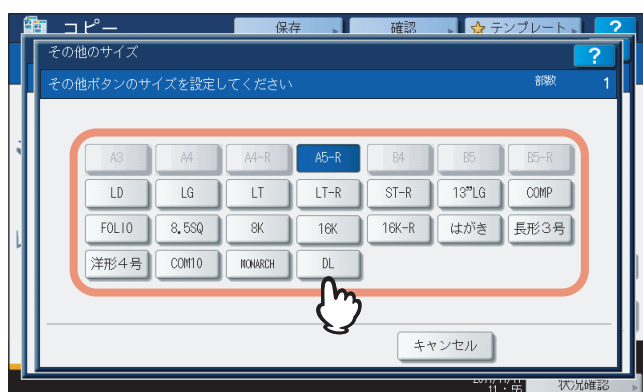 コピー 保存 確認 テンプレート ?
その他のサイズ ?
その他ボタンのサイズを設定してください 部数 1
A3 A4 A4-R A5-R B4 B5 B5-R
LD LG LT LT-R ST-R 13"LG COMP
FOLIO 8.5SQ 8K 16K 16K-R はがき 長形3号
洋形4号 COM10 MONARCH DL
キャンセル
状況確認